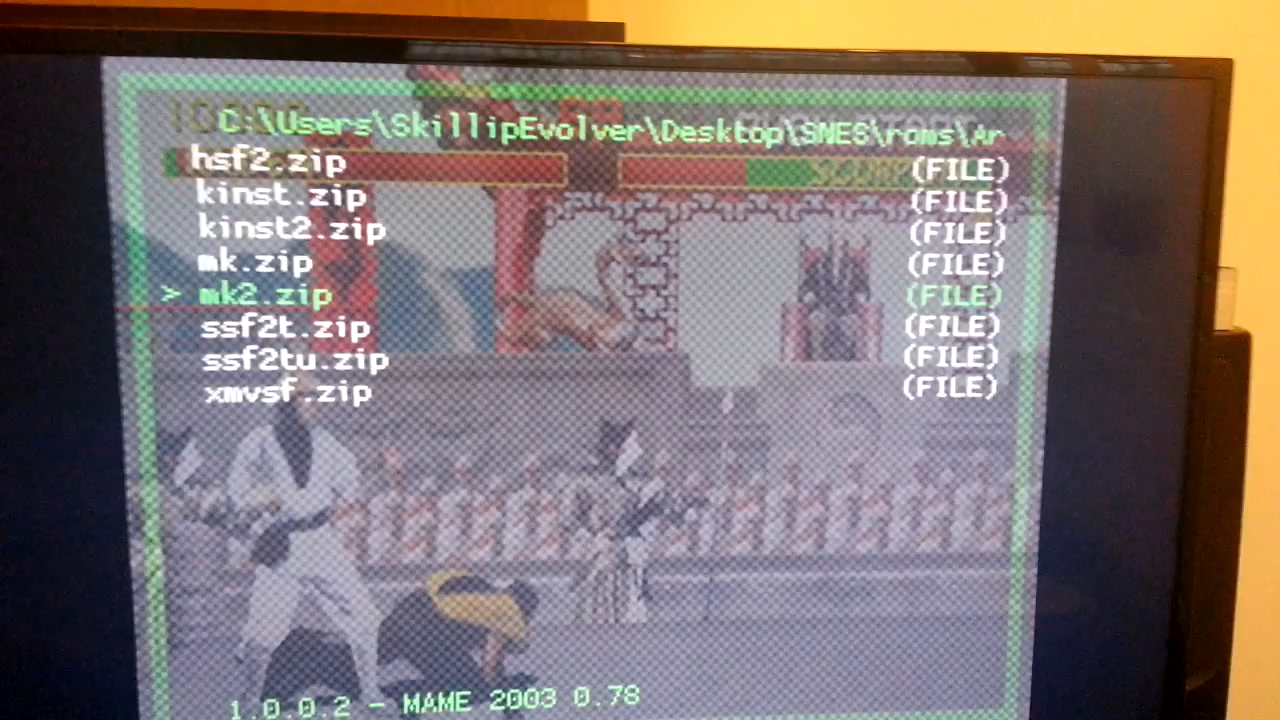 C:\Users\SkillipEvolver\Desktop\SNES\roms\Ar
hsf2.zip (FILE)
kinst.zip (FILE)
kinst2.zip (FILE)
mk.zip (FILE)
> mk2.zip (FILE)
ssf2t.zip (FILE)
ssf2tu.zip (FILE)
xmvsf.zip (FILE)
1.0.0.2 - MAME 2003 0.78